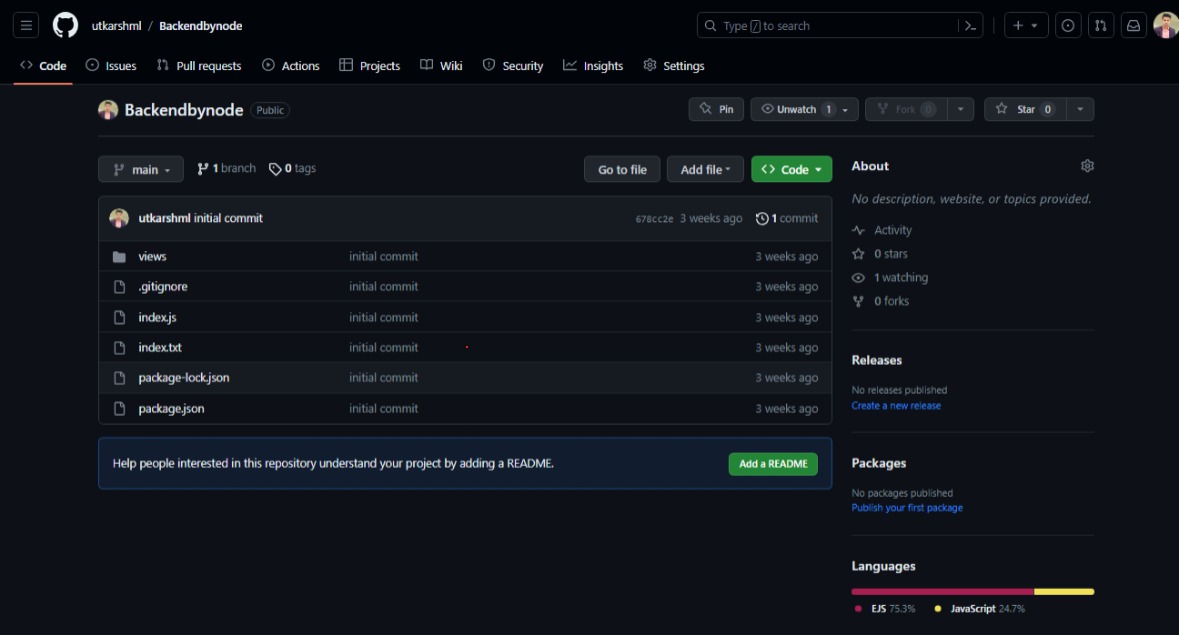 utkarshml / Backendbynode
Type / to search
Code Issues Pull requests Actions Projects Wiki Security Insights Settings
Backendbynode Public
Pin Unwatch 1 Fork 0 Star 0
main 1 branch 0 tags Go to file Add file Code
utkarshml initial commit 678cc2e 3 weeks ago 1 commit
views initial commit 3 weeks ago
.gitignore initial commit 3 weeks ago
index.js initial commit 3 weeks ago
index.txt initial commit 3 weeks ago
package-lock.json initial commit 3 weeks ago
package.json initial commit 3 weeks ago
Help people interested in this repository understand your project by adding a README. Add a README
About
No description, website, or topics provided.
Activity
0 stars
1 watching
0 forks
Releases
No releases published
Create a new release
Packages
No packages published
Publish your first package
Languages
EJS 75.3% JavaScript 24.7%